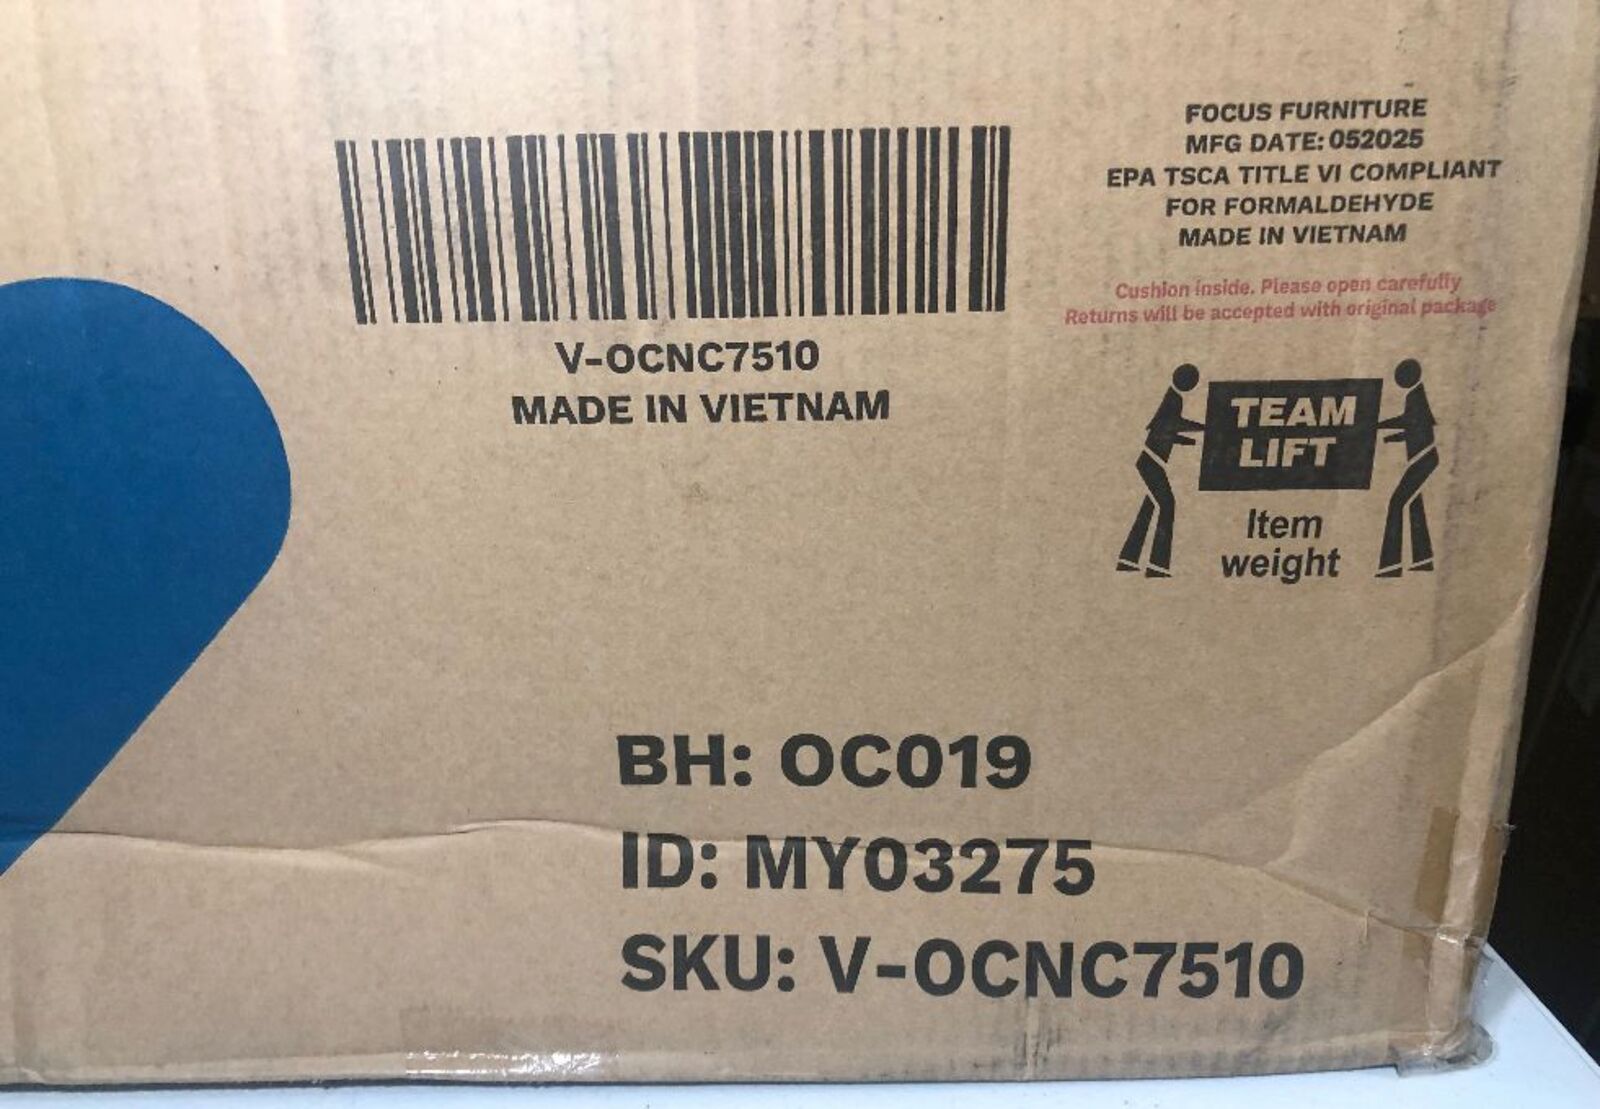 FOCUS FURNITURE
MFG DATE: 052025
EPA TSCA TITLE VI COMPLIANT
FOR FORMALDEHYDE
MADE IN VIETNAM
Cushion inside. Please open carefully
Returns will be accepted with original package
V-OCNC7510
MADE IN VIETNAM
TEAM
LIFT
Item
weight
BH: OC019
ID: MY03275
SKU: V-OCNC7510